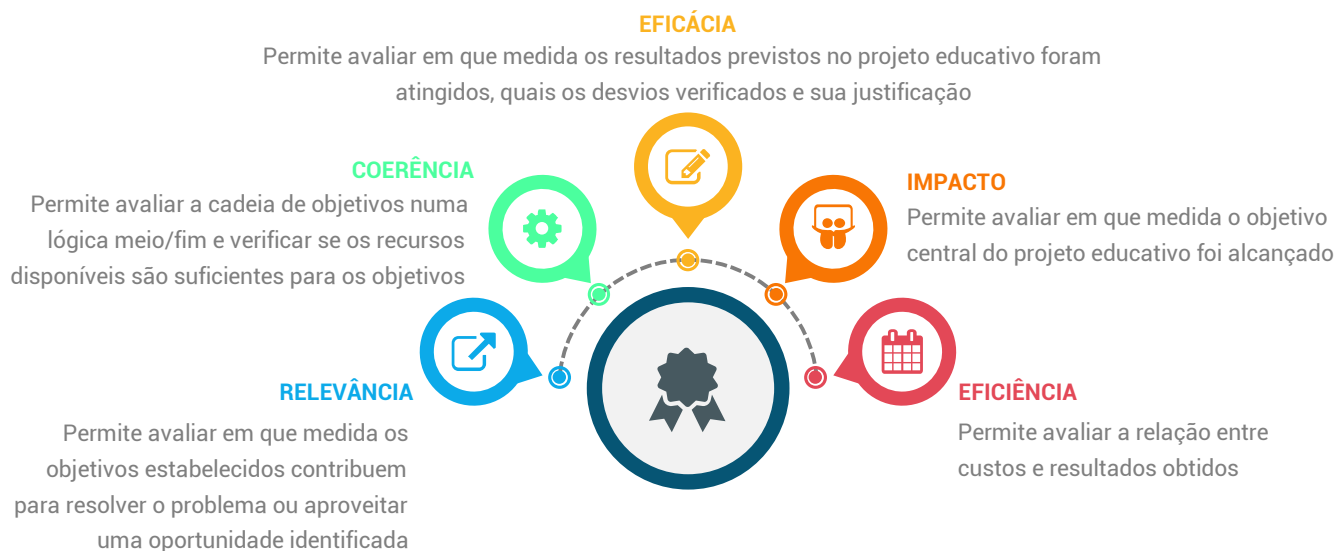 EFICÁCIA
Permite avaliar em que medida os resultados previstos no projeto educativo foram
atingidos, quais os desvios verificados e sua justificação
COERÊNCIA
Permite avaliar a cadeia de objetivos numa
lógica meio/fim e verificar se os recursos
disponíveis são suficientes para os objetivos
IMPACTO
Permite avaliar em que medida o objetivo
central do projeto educativo foi alcançado
RELEVÂNCIA
Permite avaliar em que medida os
objetivos estabelecidos contribuem
para resolver o problema ou aproveitar
uma oportunidade identificada
EFICIÊNCIA
Permite avaliar a relação entre
custos e resultados obtidos